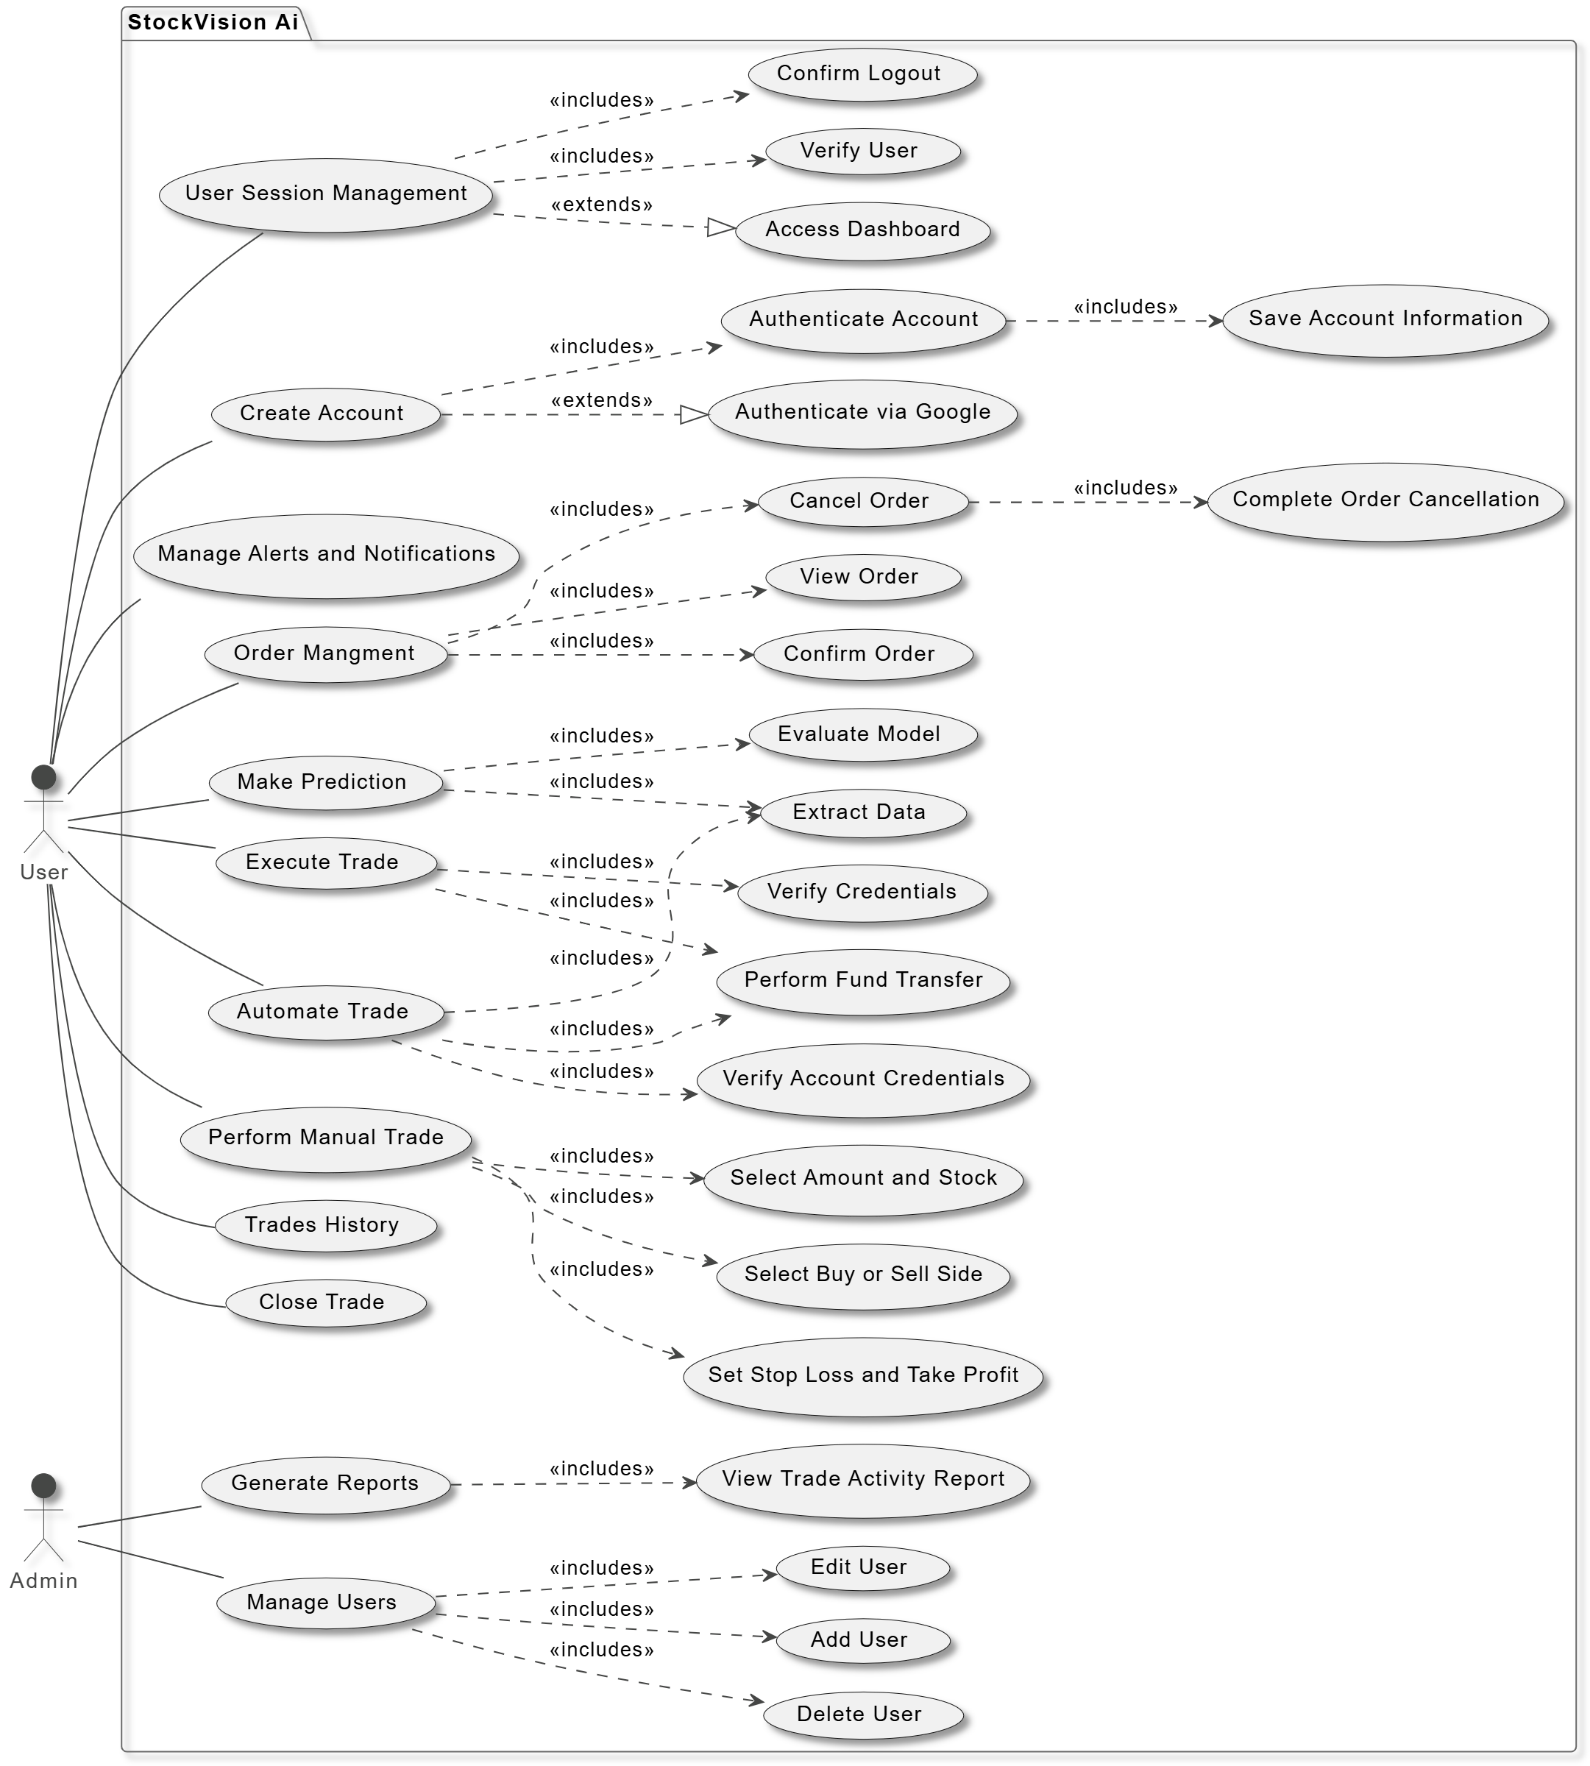 StockVision Ai
Confirm Logout
«includes»
Verify User
«includes»
User Session Management
«extends»
Access Dashboard
Authenticate Account
«includes»
Save Account Information
«includes»
Create Account
«extends»
Authenticate via Google
Cancel Order
«includes»
Complete Order Cancellation
«includes»
Manage Alerts and Notifications
View Order
«includes»
Order Mangment
«includes»
Confirm Order
Evaluate Model
«includes»
Make Prediction
«includes»
Extract Data
User
Execute Trade
«includes»
Verify Credentials
«includes»
«includes»
Perform Fund Transfer
Automate Trade
«includes»
«includes»
Verify Account Credentials
Perform Manual Trade
«includes»
Select Amount and Stock
«includes»
Trades History
«includes»
Select Buy or Sell Side
Close Trade
Set Stop Loss and Take Profit
Generate Reports
«includes»
View Trade Activity Report
Admin
«includes»
Edit User
Manage Users
«includes»
Add User
«includes»
Delete User